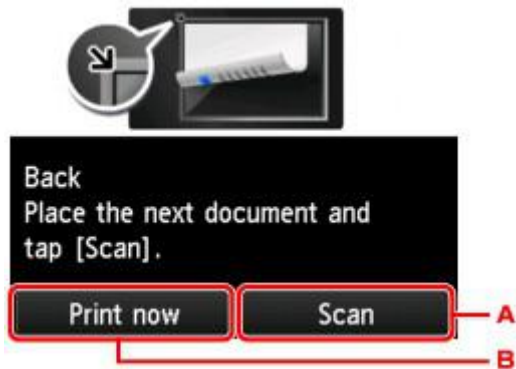 Back
Place the next document and
tap [Scan].
Print now Scan A
B